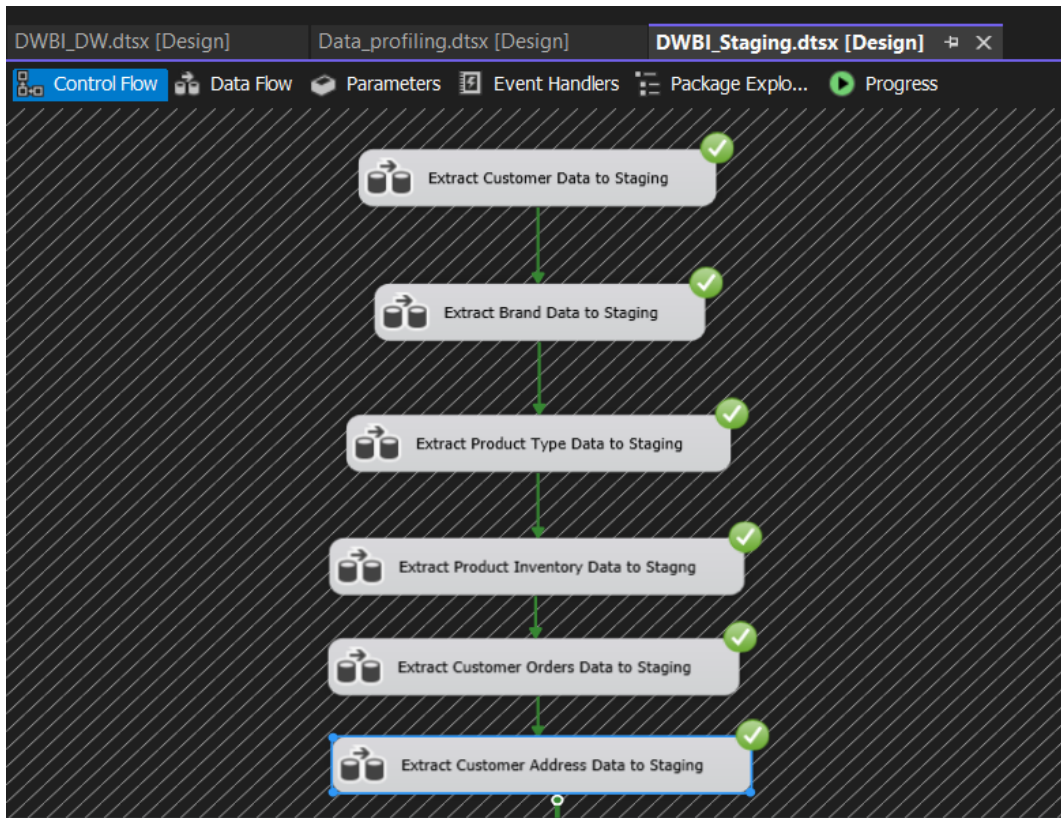 DWBI_DW.dtsx [Design] Data_profiling.dtsx [Design] DWBI_Staging.dtsx [Design]
Control Flow Data Flow Parameters Event Handlers Package Explo... Progress
Extract Customer Data to Staging
Extract Brand Data to Staging
Extract Product Type Data to Staging
Extract Product Inventory Data to Stagng
Extract Customer Orders Data to Staging
Extract Customer Address Data to Staging